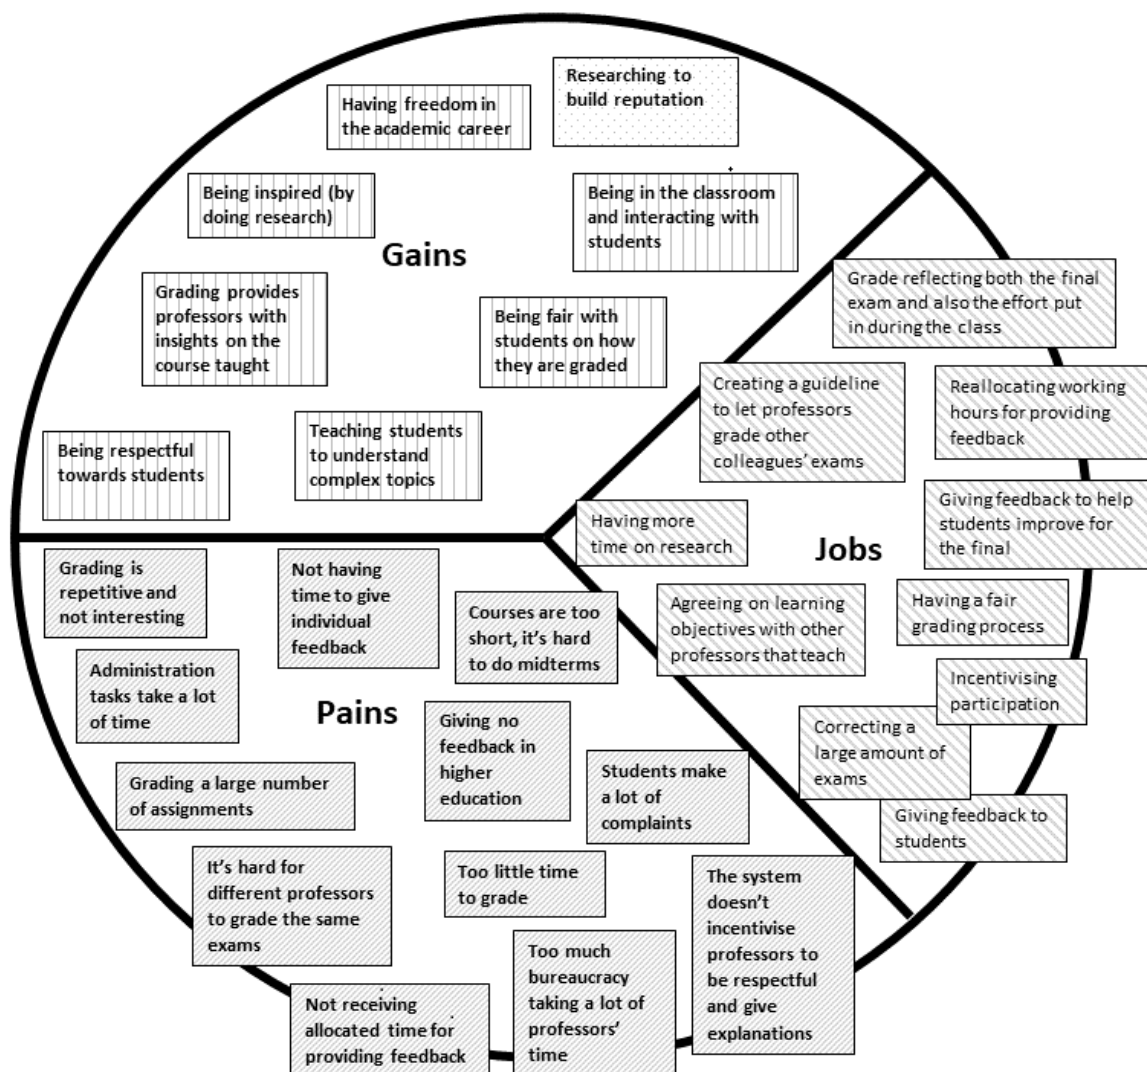 Researching to
build reputation
Having freedom in
the academic career
Being inspired (by
doing research)
Being in the classroom
and interacting with
students
Gains
Grading provides
professors with
insights on the
course taught
Being fair with
students on how
they are graded
Being respectful
towards students
Teaching students
to understand
complex topics
Grade reflecting both the final
exam and also the effort put
in during the class
Creating a guideline
to let professors
grade other
colleagues’ exams
Reallocating working
hours for providing
feedback
Having more
time on research
Jobs
Giving feedback to help
students improve for
the final
Agreeing on learning
objectives with other
professors that teach
Having a fair
grading process
Incentivising
participation
Correcting a
large amount of
exams
Giving feedback to
students
Grading is
repetitive and
not interesting
Not having
time to give
individual
feedback
Courses are too
short, it’s hard
to do midterms
Administration
tasks take a lot
of time
Pains
Giving no
feedback in
higher
education
Grading a large number
of assignments
Students make
a lot of
complaints
It’s hard for
different professors
to grade the same
exams
Too little time
to grade
The system
doesn’t
incentivise
professors to
be respectful
and give
explanations
Not receiving
allocated time for
providing feedback
Too much
bureaucracy
taking a lot of
professors’
time